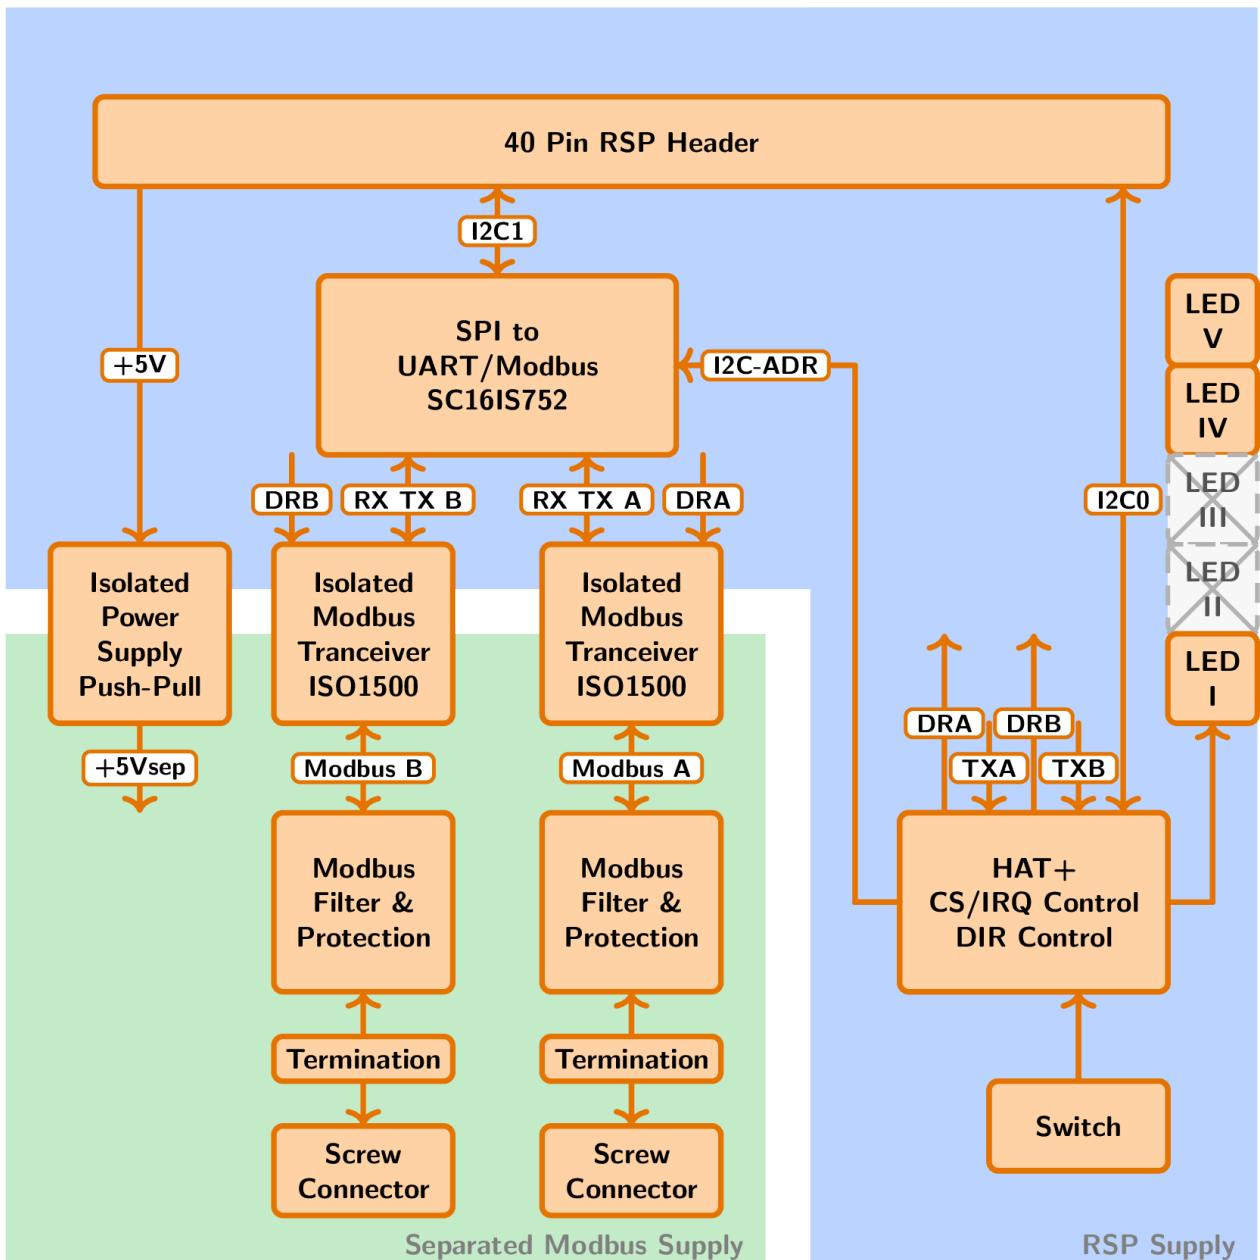 40 Pin RSP Header
I2C1
SPI to
UART/Modbus
SC16IS752
+5V
I2C-ADR
LED
V
LED
IV
LED
III
LED
II
LED
I
I2C0
DRB
RX TX B
RX TX A
DRA
Isolated
Power
Supply
Push-Pull
Isolated
Modbus
Tranceiver
ISO1500
Isolated
Modbus
Tranceiver
ISO1500
DRA
DRB
TXA
TXB
+5Vsep
Modbus B
Modbus A
Modbus
Filter &
Protection
Modbus
Filter &
Protection
HAT+
CS/IRQ Control
DIR Control
Termination
Termination
Switch
Screw
Connector
Screw
Connector
Separated Modbus Supply
RSP Supply